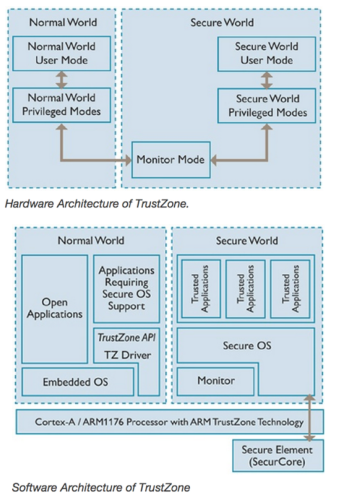 Normal World
Secure World
Normal World
User Mode
Secure World
User Mode
Normal World
Privileged Modes
Secure World
Privileged Modes
Monitor Mode
Hardware Architecture of TrustZone.
Normal World
Secure World
Open
Applications
Applications
Requiring
Secure OS
Support
TrustZone API
TZ Driver
Embedded OS
Trusted
Applications
Trusted
Applications
Trusted
Applications
Secure OS
Monitor
Cortex-A / ARM1176 Processor with ARM TrustZone Technology
Secure Element
(SecurCore)
Software Architecture of TrustZone